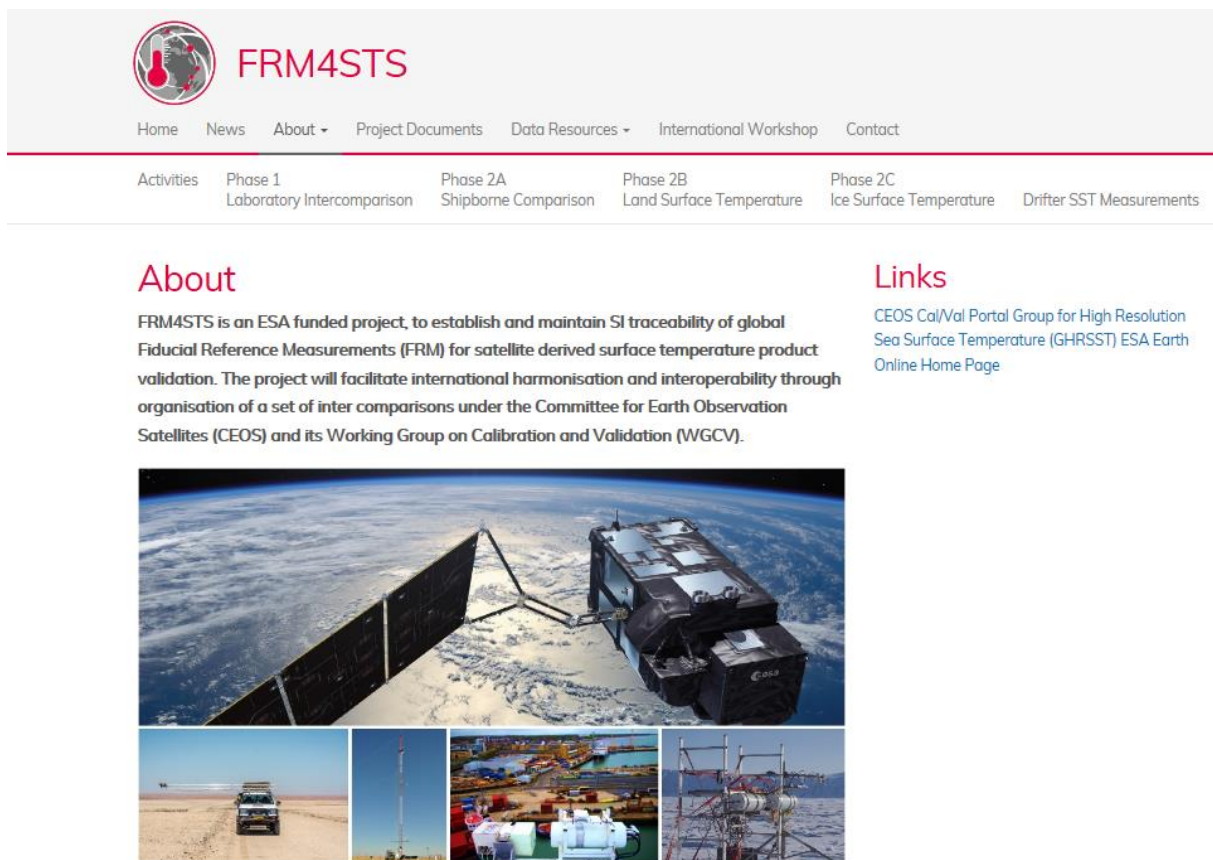 FRM4STS
Home News About Project Documents Data Resources International Workshop Contact
Activities Phase 1 Laboratory Intercomparison Phase 2A Shipborne Comparison Phase 2B Land Surface Temperature Phase 2C Ice Surface Temperature Drifter SST Measurements
About
FRM4STS is an ESA funded project, to establish and maintain SI traceability of global
Fiducial Reference Measurements (FRM) for satellite derived surface temperature product
validation. The project will facilitate international harmonisation and interoperability through
organisation of a set of inter comparisons under the Committee for Earth Observation
Satellites (CEOS) and its Working Group on Calibration and Validation (WGCV).
Links
CEOS Cal/Val Portal Group for High Resolution
Sea Surface Temperature (GHRSST) ESA Earth
Online Home Page
esa